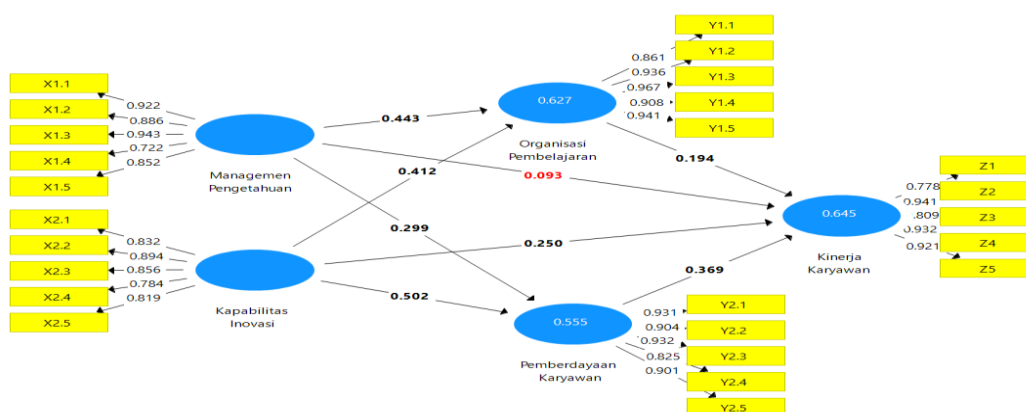 Y1.1
Y1.2
Y1.3
Y1.4
Y1.5
0.861
0.936
0.967
0.908
0.941
X1.1
X1.2
X1.3
X1.4
X1.5
0.922
0.886
0.943
0.722
0.852
Managemen
Pengetahuan
0.443
0.627
Organisasi
Pembelajaran
0.412
0.093
0.194
0.299
X2.1
X2.2
X2.3
X2.4
X2.5
0.832
0.894
0.856
0.784
0.819
Kapabilitas
Inovasi
0.250
0.502
0.369
0.645
Kinerja
Karyawan
0.778
0.941
.809
0.932
0.921
Z1
Z2
Z3
Z4
Z5
0.555
Pemberdayaan
Karyawan
0.931
0.904
0.932
0.825
0.901
Y2.1
Y2.2
Y2.3
Y2.4
Y2.5